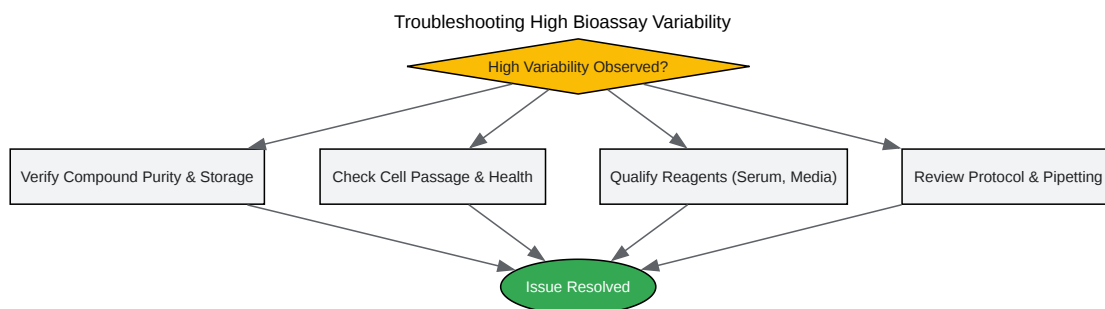 Troubleshooting High Bioassay Variability
High Variability Observed?
Verify Compound Purity & Storage
Check Cell Passage & Health
Qualify Reagents (Serum, Media)
Review Protocol & Pipetting
Issue Resolved